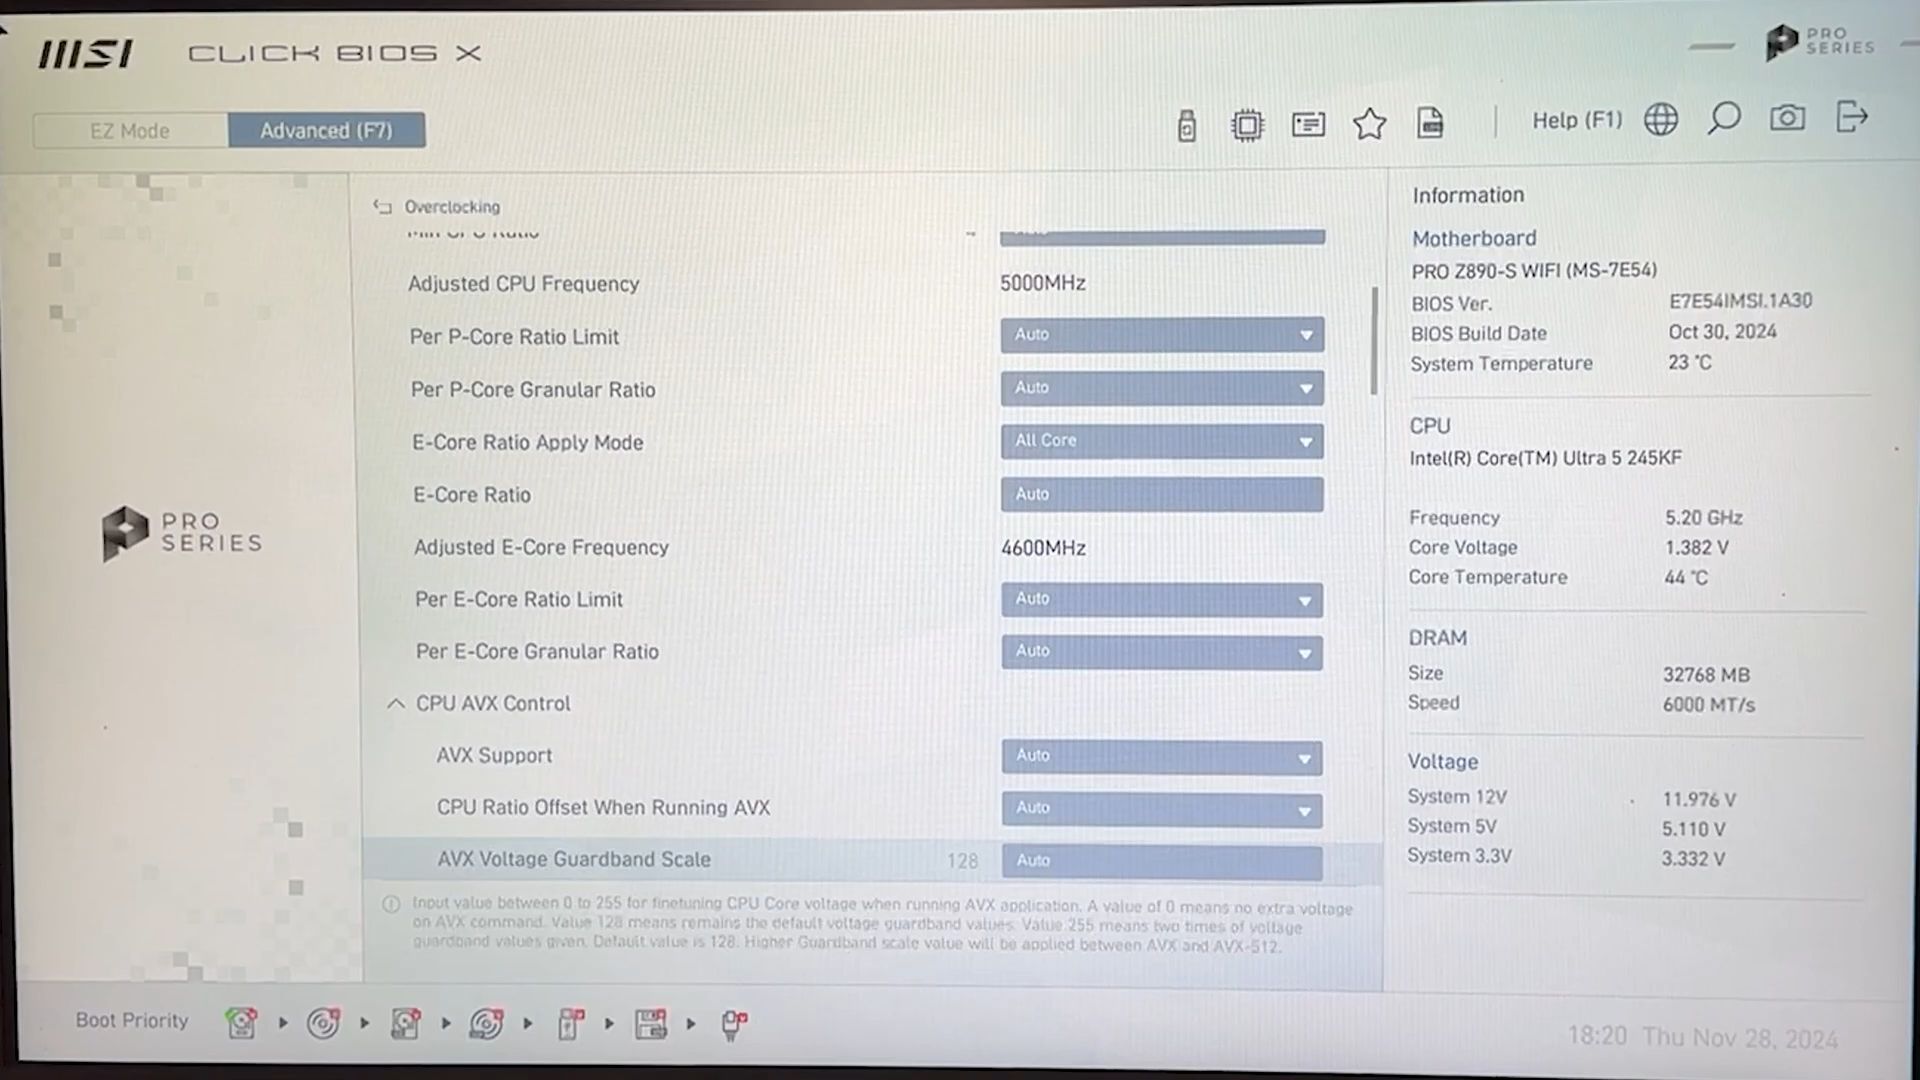 msi CLICK BIOS X
PRO SERIES
EZ Mode
Advanced (F7)
Help (F1)
Overclocking
Adjusted CPU Frequency 5000MHz
Per P-Core Ratio Limit Auto
Per P-Core Granular Ratio Auto
E-Core Ratio Apply Mode All Core
E-Core Ratio Auto
Adjusted E-Core Frequency 4600MHz
Per E-Core Ratio Limit Auto
Per E-Core Granular Ratio Auto
CPU AVX Control
AVX Support Auto
CPU Ratio Offset When Running AVX Auto
AVX Voltage Guardband Scale 128 Auto
Input value between 0 to 255 for finetuning CPU Core voltage when running AVX application. A value of 0 means no extra voltage
on AVX command. Value 128 means remains the default voltage guardband values. Value 255 means two times of voltage
guardband values given. Default value is 128. Higher Guardband scale value will be applied between AVX and AVX-512.
Information
Motherboard
PRO Z890-S WIFI (MS-7E54)
BIOS Ver. E7E54IMSI.1A30
BIOS Build Date Oct 30, 2024
System Temperature 23 °C
CPU
Intel(R) Core(TM) Ultra 5 245KF
Frequency 5.20 GHz
Core Voltage 1.382 V
Core Temperature 44 °C
DRAM
Size 32768 MB
Speed 6000 MT/s
Voltage
System 12V 11.976 V
System 5V 5.110 V
System 3.3V 3.332 V
PRO
SERIES
Boot Priority
18:20 Thu Nov 28, 2024